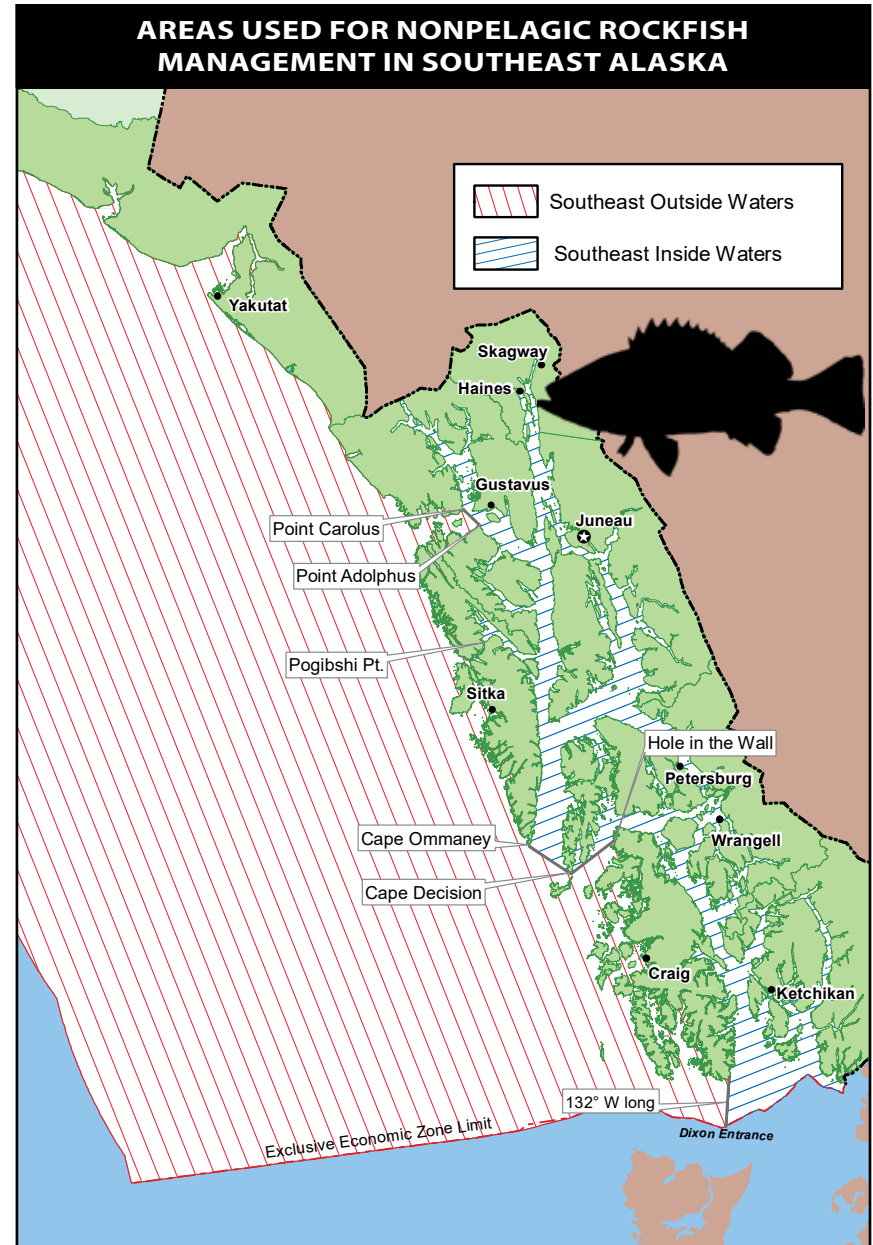 AREAS USED FOR NONPELAGIC ROCKFISH
MANAGEMENT IN SOUTHEAST ALASKA
Southeast Outside Waters
Southeast Inside Waters
Yakutat
Skagway
Haines
Gustavus
Juneau
Point Carolus
Point Adolphus
Pogibshi Pt.
Sitka
Hole in the Wall
Petersburg
Cape Ommaney
Wrangell
Cape Decision
Craig
Ketchikan
132° W long
Exclusive Economic Zone Limit
Dixon Entrance